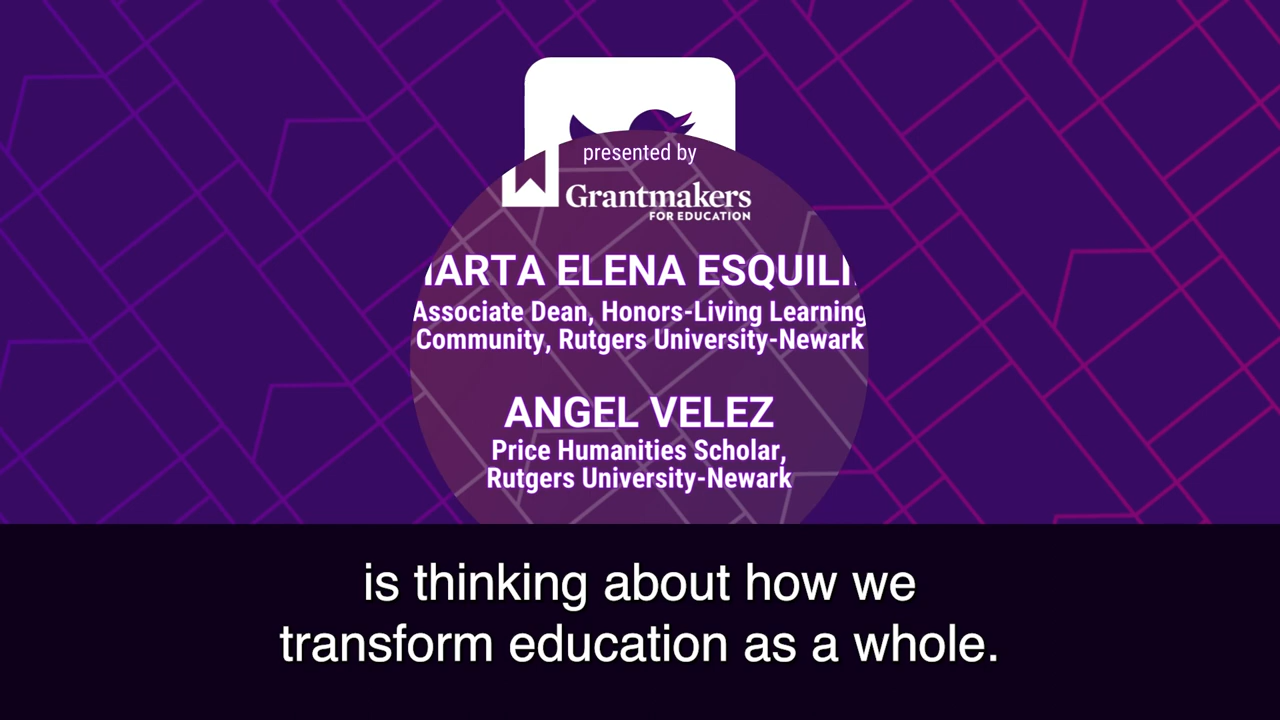 presented by
Grantmakers
FOR EDUCATION
ELENA
Associate Dean, Honors-Living Learning
Community, Rutgers University-Newark
ANGEL VELEZ
Price Humanities Scholar,
Rutgers University-Newark
is thinking about how we
transform education as a whole.